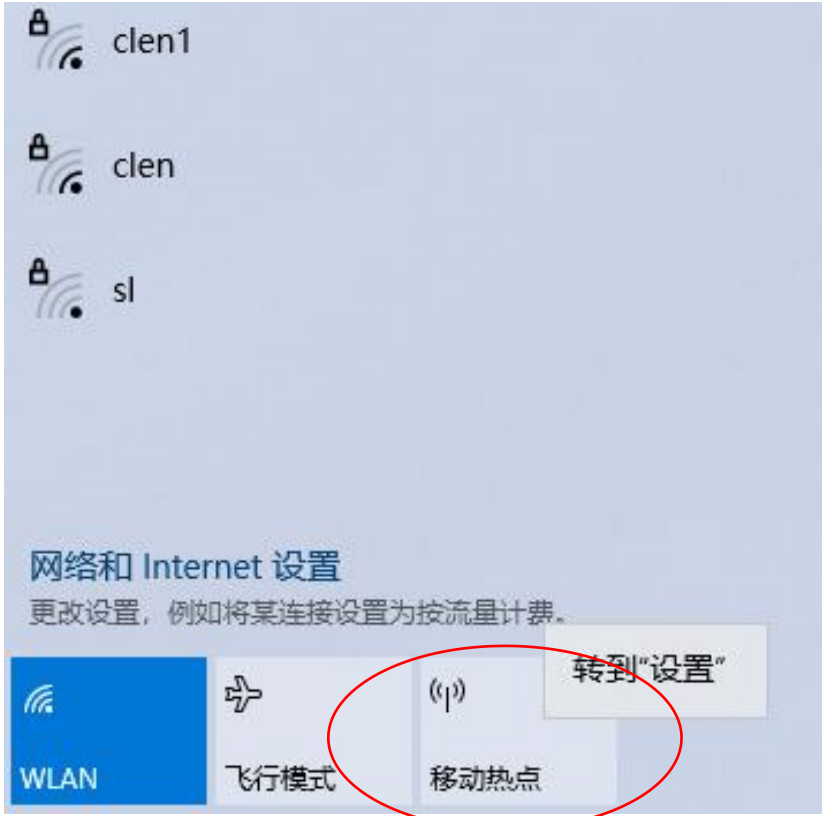 clen1
clen
sl
网络和 Internet 设置
更改设置，例如将某连接设置为按流量计费。
转到"设置"
WLAN
飞行模式
移动热点